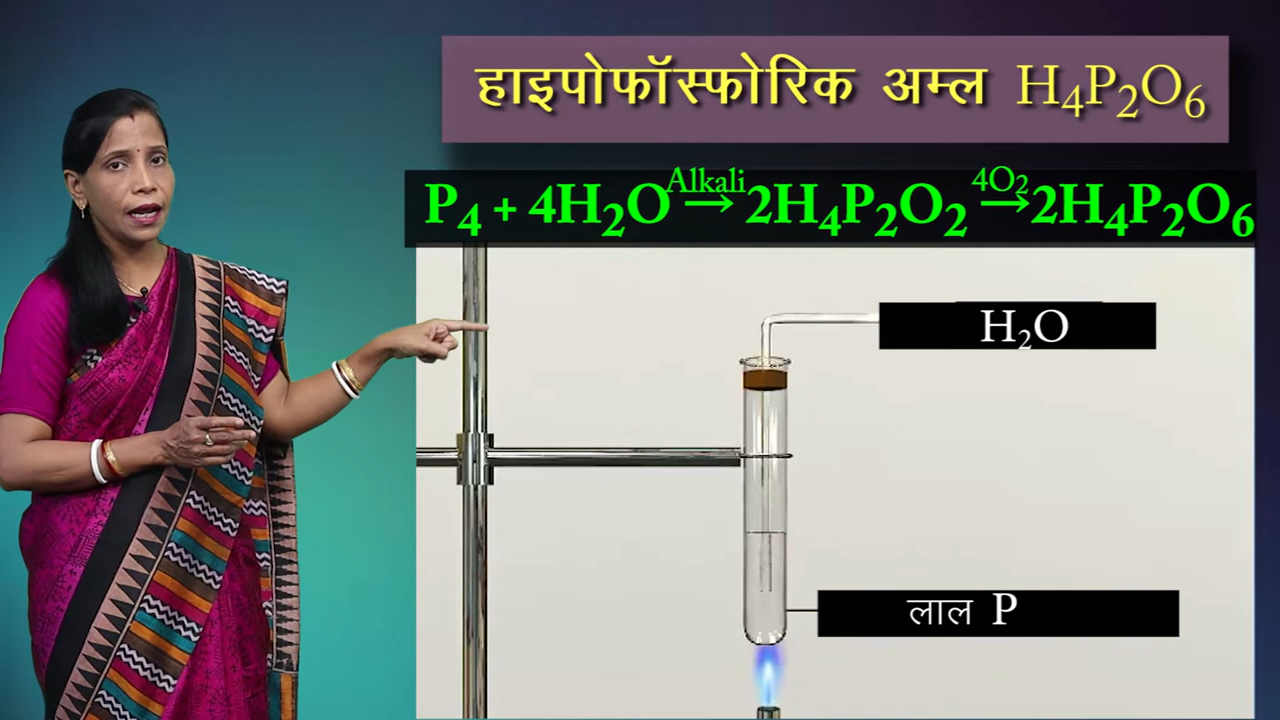 हाइपोफॉस्फोरिक अम्ल H₄P₂O₆
P₄ + 4H₂O Alkali→ 2H₄P₂O₂ 4O₂→ 2H₄P₂O₆
H₂O
लाल P